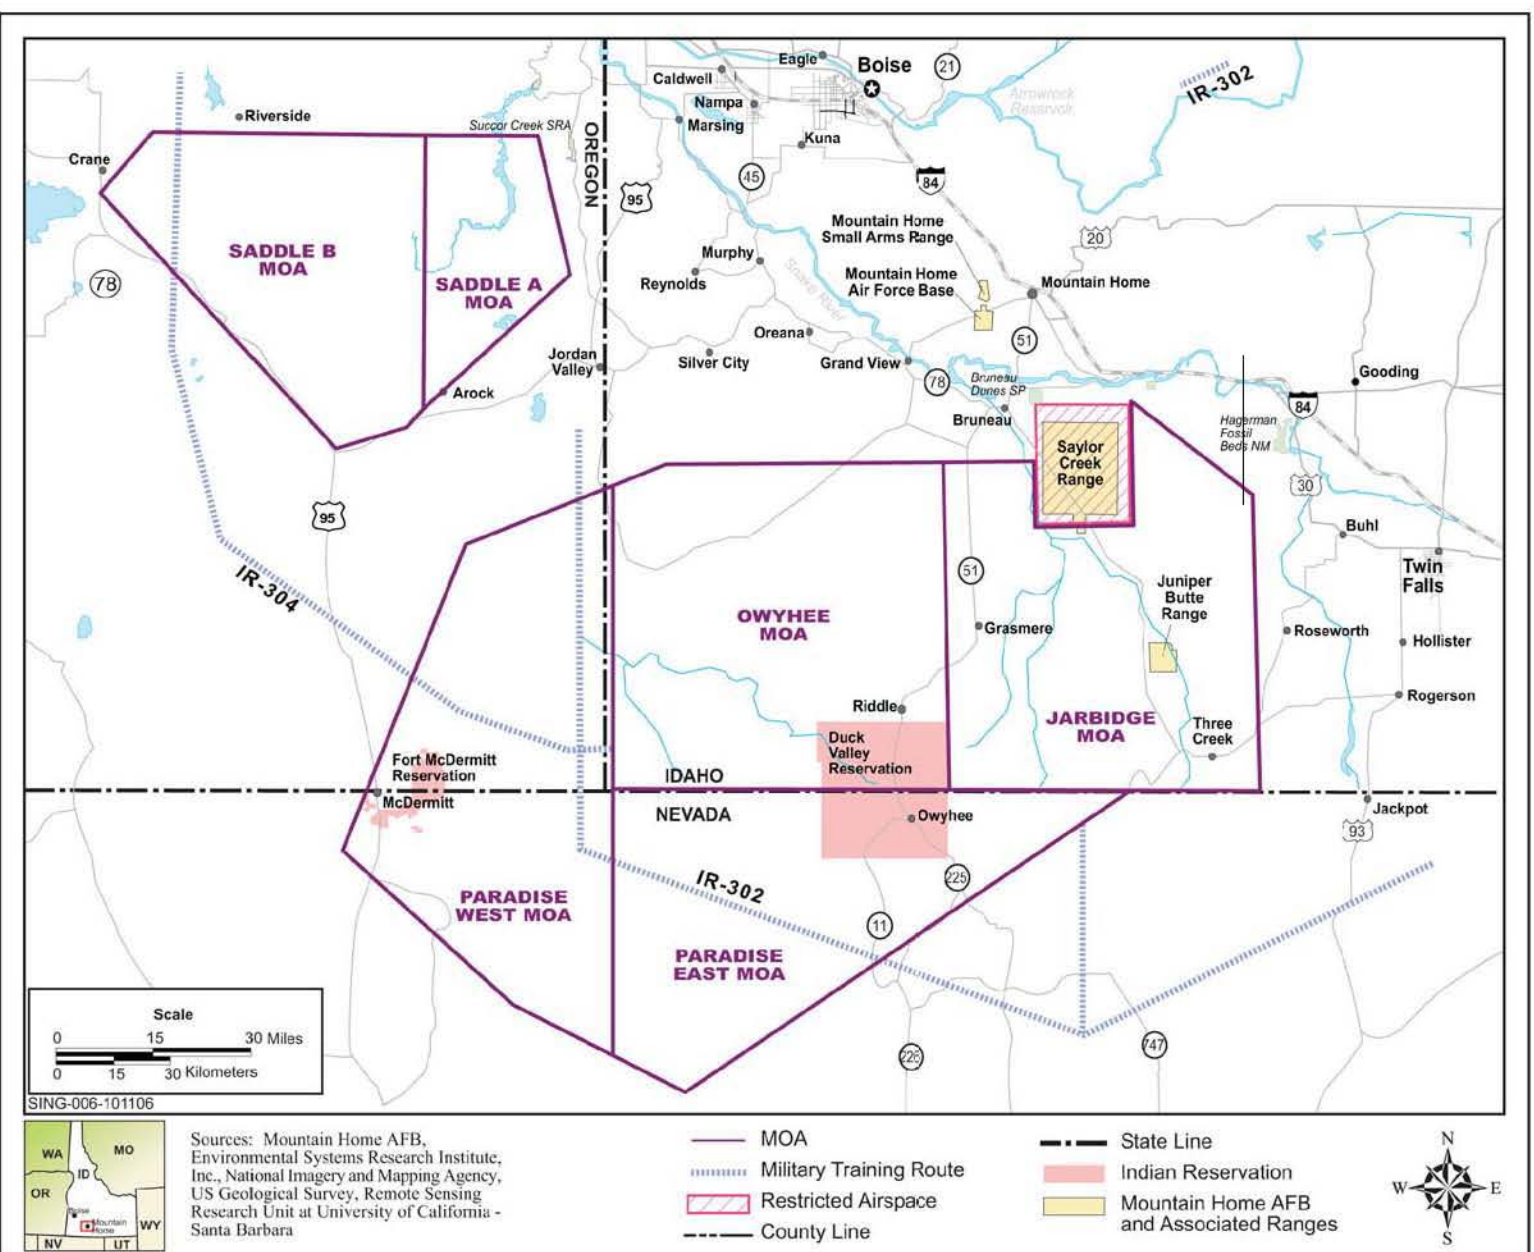 Eagle
Boise
21
IR-302
Caldwell
Arrowrock
Reservoir
Nampa
Riverside
Succor Creek SRA
Marsing
OREGON
Kuna
Crane
45
84
95
Mountain Home
Small Arms Range
20
SADDLE B
MOA
Murphy
Snake River
78
Reynolds
Mountain Home
Air Force Base
Mountain Home
SADDLE A
MOA
Oreana
51
Jordan
Valley
Silver City
Grand View
78
Bruneau
Dunes SP
Gooding
Arock
84
Bruneau
Hagerman
Fossil
Beds NM
Saylor
Creek
Range
30
95
Buhl
IR-304
51
Twin
Falls
Juniper
Butte
Range
OWYHEE
MOA
Grasmere
Roseworth
Hollister
Rogerson
Riddle
JARBIDGE
MOA
Three
Creek
Duck
Valley
Reservation
Fort McDermitt
Reservation
IDAHO
McDermitt
NEVADA
Owyhee
Jackpot
93
IR-302
225
PARADISE
WEST MOA
11
PARADISE
EAST MOA
747
Scale
0 15 30 Miles
0 15 30 Kilometers
SING-006-101106
WA
MO
ID
OR
Boise
Mountain
Home
WY
NV
UT
Sources: Mountain Home AFB,
Environmental Systems Research Institute,
Inc., National Imagery and Mapping Agency,
US Geological Survey, Remote Sensing
Research Unit at University of California -
Santa Barbara
MOA
Military Training Route
Restricted Airspace
County Line
State Line
Indian Reservation
Mountain Home AFB
and Associated Ranges
N
W
E
S